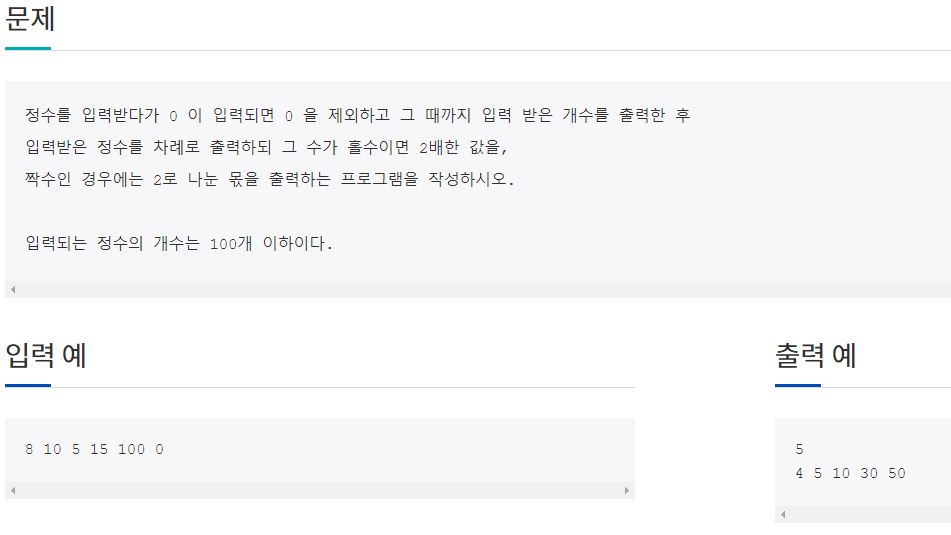 문제
정수를 입력받다가 0 이 입력되면 0 을 제외하고 그 때까지 입력 받은 개수를 출력한 후
입력받은 정수를 차례로 출력하되 그 수가 홀수이면 2배한 값을,
짝수인 경우에는 2로 나눈 몫을 출력하는 프로그램을 작성하시오.
입력되는 정수의 개수는 100개 이하이다.
입력 예
8 10 5 15 100 0
출력 예
5
4 5 10 30 50